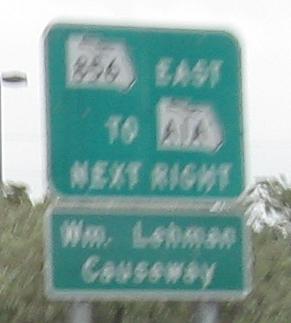 856 EAST
TO A1A
NEXT RIGHT
Wm. Lehman
Causeway